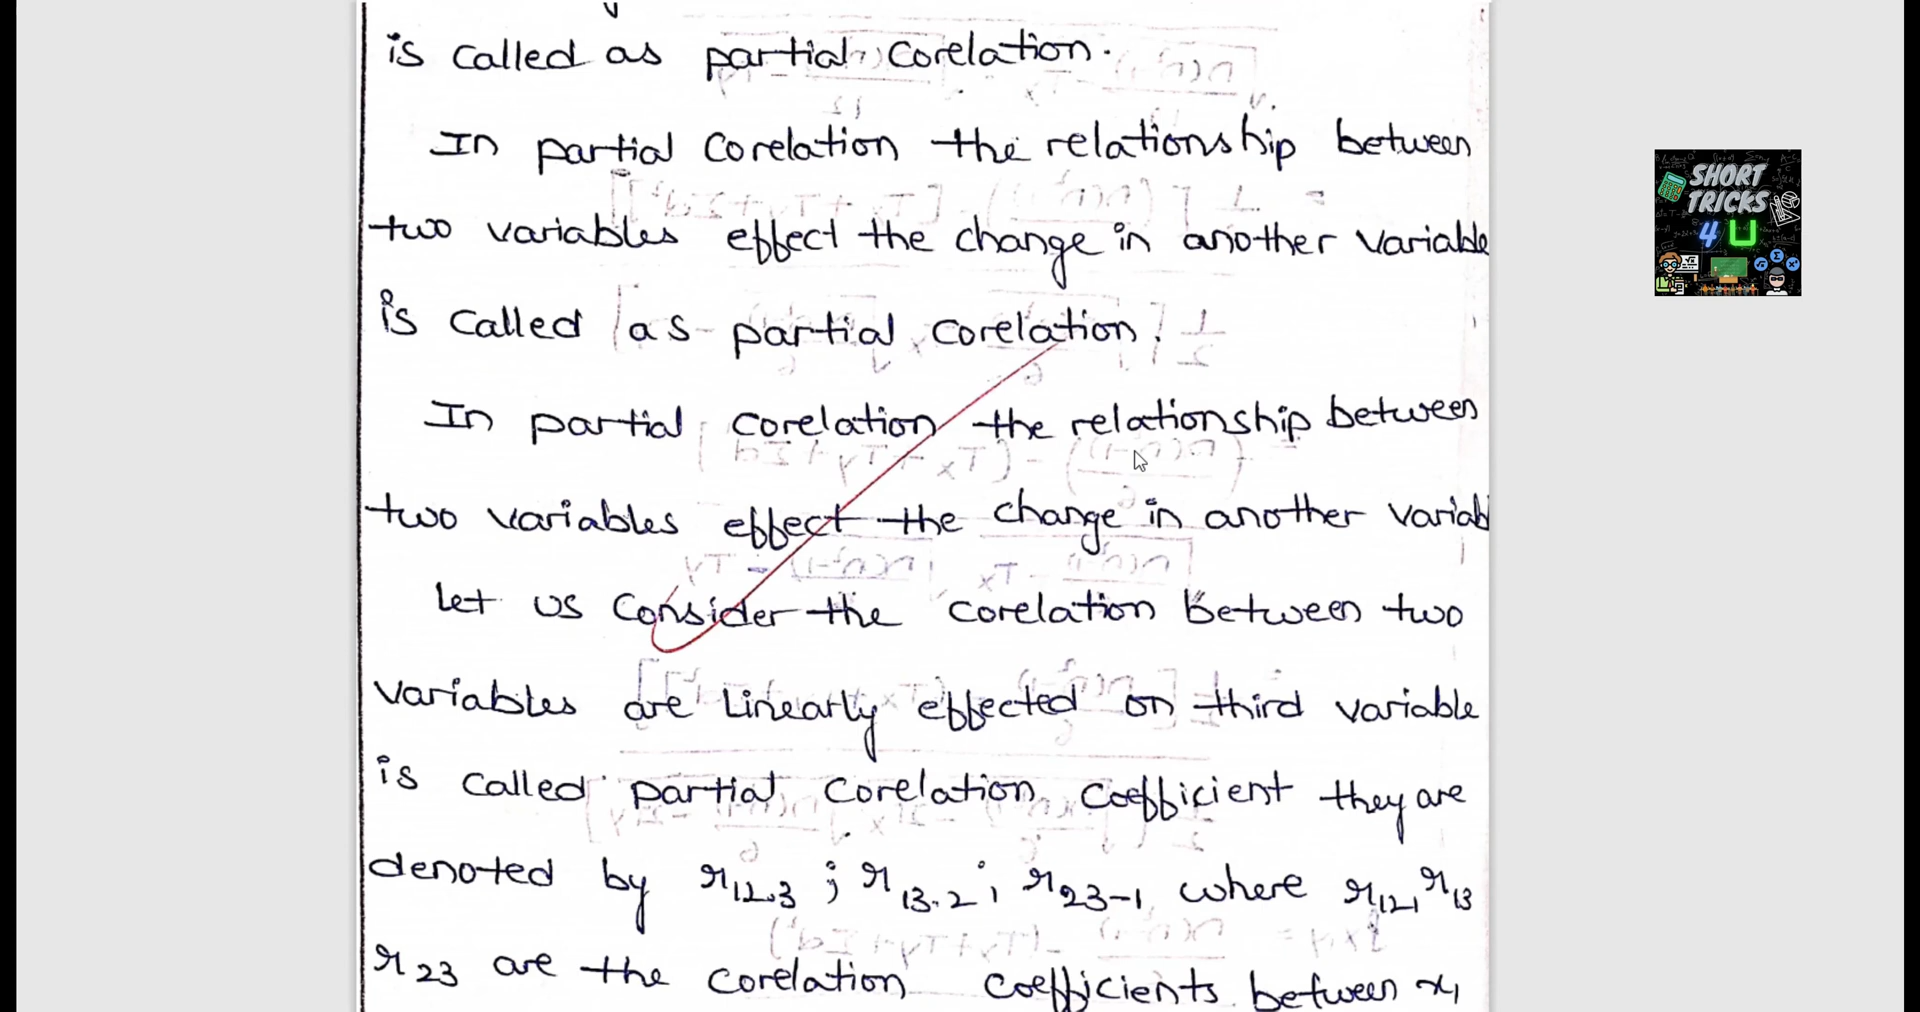 is called as partial corelation.
In partial corelation the relationship between
two variables effect the change in another variable
is called as partial corelation.
In partial corelation the relationship between
two variables effect the change in another variab
Let us consider the corelation between two
variables are linearly effected on third variable
is called partial corelation coefficient they are
denoted by r12.3 ; r13.2 ; r23-1 where r12, r13
r23 are the corelation coefficients between x1
SHORT
TRICKS
4 U